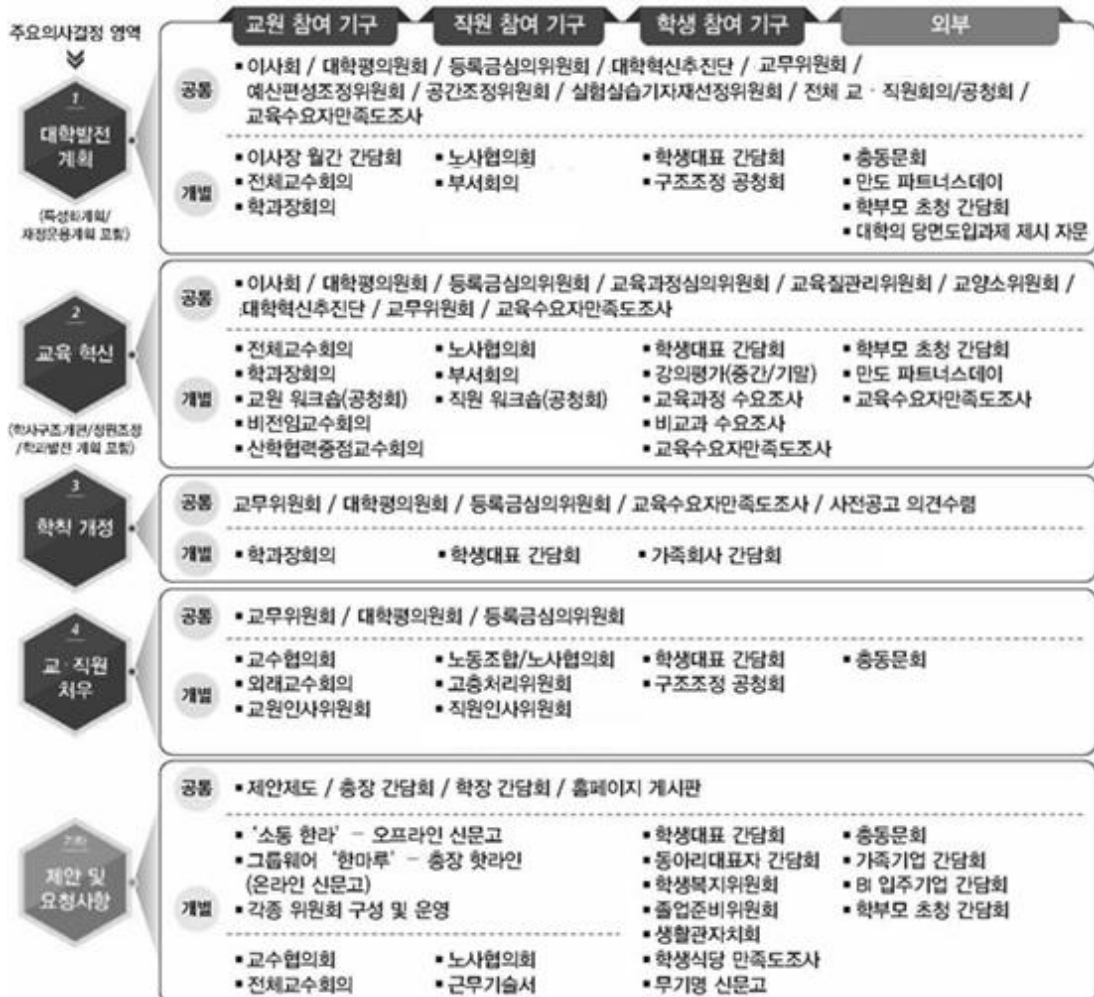 주요의사결정 영역
교원 참여 기구 직원 참여 기구 학생 참여 기구 외부
1
대학발전
계획
(특성화계획/
재정운용계획 포함)
공통
▪ 이사회 / 대학평의원회 / 등록금심의위원회 / 대학혁신추진단 / 교무위원회 /
예산편성조정위원회 / 공간조정위원회 / 실험실습기자재선정위원회 / 전체 교 · 직원회의/공청회 /
교육수요자만족도조사
개별
▪ 이사장 월간 간담회 ▪ 노사협의회 ▪ 학생대표 간담회 ▪ 총동문회
▪ 전체교수회의 ▪ 부서회의 ▪ 구조조정 공청회 ▪ 만도 파트너스데이
▪ 학과장회의 ▪ 학부모 초청 간담회
▪ 대학의 당면도입과제 제시 자문
2
교육 혁신
(학사구조개편/정원조정
/학과발전 계획 포함)
공통
▪ 이사회 / 대학평의원회 / 등록금심의위원회 / 교육과정심의위원회 / 교육질관리위원회 / 교양소위원회 /
대학혁신추진단 / 교무위원회 / 교육수요자만족도조사
개별
▪ 전체교수회의 ▪ 노사협의회 ▪ 학생대표 간담회 ▪ 학부모 초청 간담회
▪ 학과장회의 ▪ 부서회의 ▪ 강의평가(중간/기말) ▪ 만도 파트너스데이
▪ 교원 워크숍(공청회) ▪ 직원 워크숍(공청회) ▪ 교육과정 수요조사 ▪ 교육수요자만족도조사
▪ 비전임교수회의 ▪ 비교과 수요조사
▪ 산학협력중점교수회의 ▪ 교육수요자만족도조사
3
학칙 개정
공통
교무위원회 / 대학평의원회 / 등록금심의위원회 / 교육수요자만족도조사 / 사전공고 의견수렴
개별
▪ 학과장회의 ▪ 학생대표 간담회 ▪ 가족회사 간담회
4
교 · 직원
처우
공통
▪ 교무위원회 / 대학평의원회 / 등록금심의위원회
개별
▪ 교수협의회 ▪ 노동조합/노사협의회 ▪ 학생대표 간담회 ▪ 총동문회
▪ 외래교수회의 ▪ 고충처리위원회 ▪ 구조조정 공청회
▪ 교원인사위원회 ▪ 직원인사위원회
기타
제안 및
요청사항
공통
▪ 제안제도 / 총장 간담회 / 학장 간담회 / 홈페이지 게시판
개별
▪ '소통 한라' – 오프라인 신문고 ▪ 학생대표 간담회 ▪ 총동문회
▪ 그룹웨어 '한마루' – 총장 핫라인 ▪ 동아리대표자 간담회 ▪ 가족기업 간담회
(온라인 신문고) ▪ 학생복지위원회 ▪ BI 입주기업 간담회
▪ 각종 위원회 구성 및 운영 ▪ 졸업준비위원회 ▪ 학부모 초청 간담회
▪ 생활관자치회
▪ 교수협의회 ▪ 노사협의회 ▪ 학생식당 만족도조사
▪ 전체교수회의 ▪ 근무기술서 ▪ 무기명 신문고